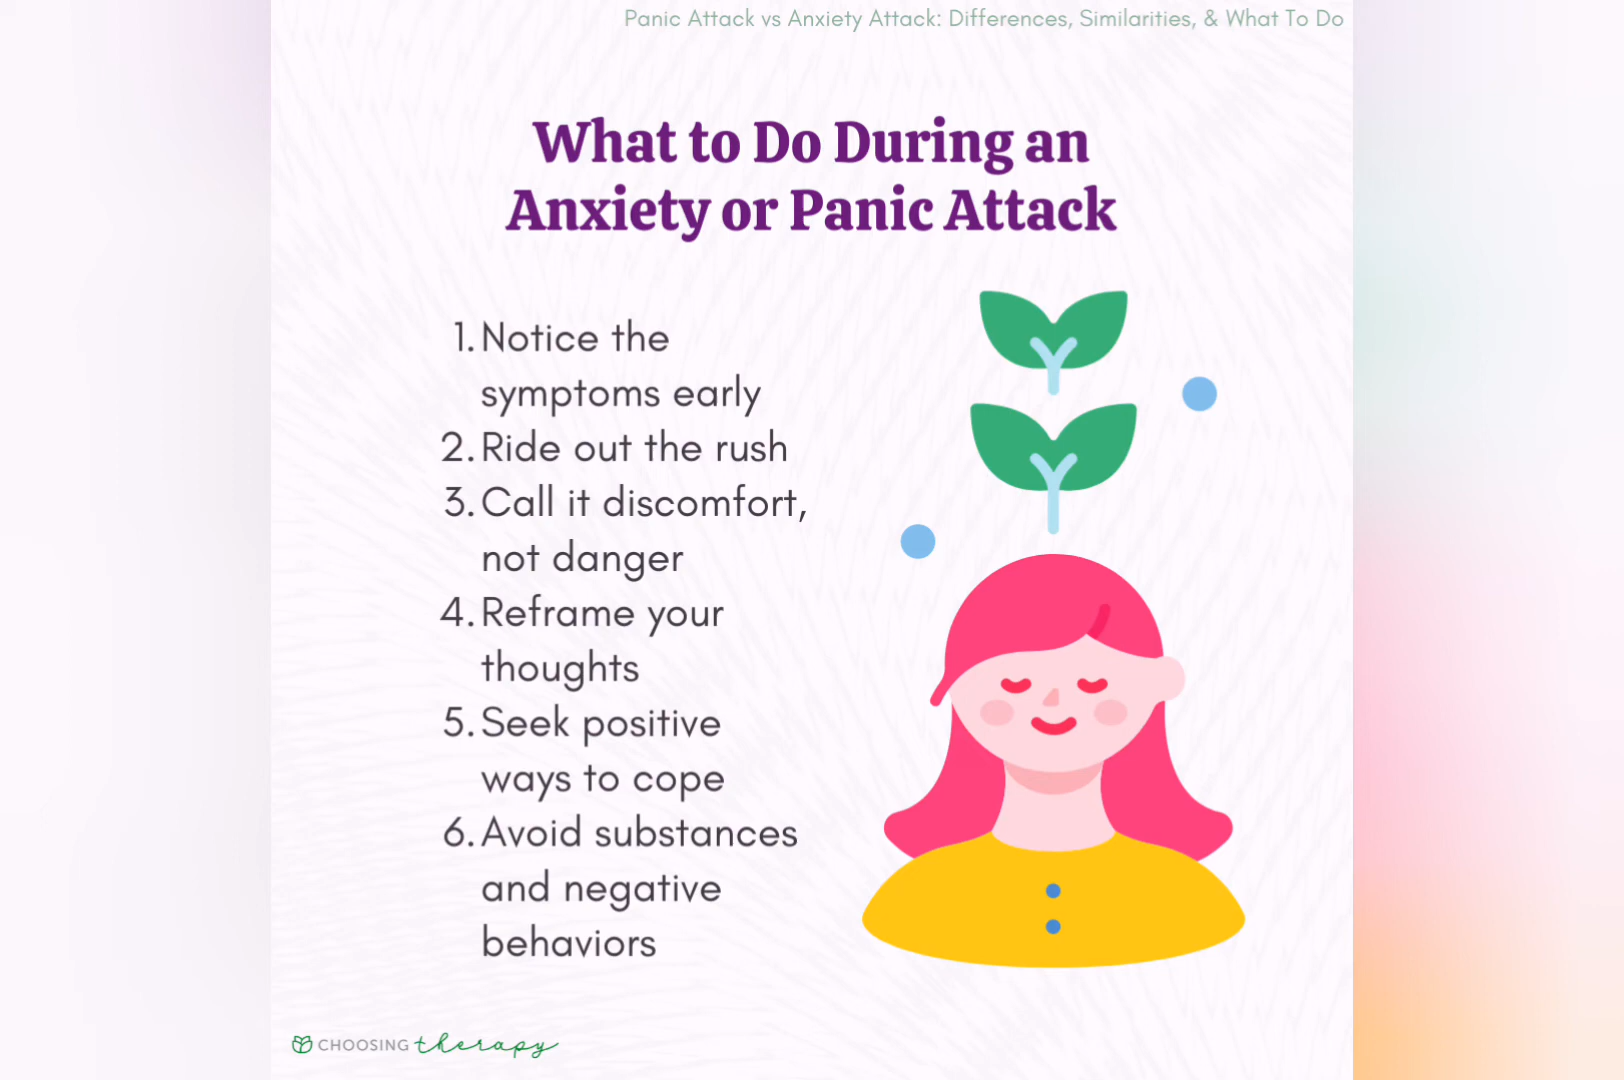 Panic Attack vs Anxiety Attack: Differences, Similarities, & What To Do
What to Do During an
Anxiety or Panic Attack
1. Notice the
symptoms early
2. Ride out the rush
3. Call it discomfort,
not danger
4. Reframe your
thoughts
5. Seek positive
ways to cope
6. Avoid substances
and negative
behaviors
CHOOSING therapy